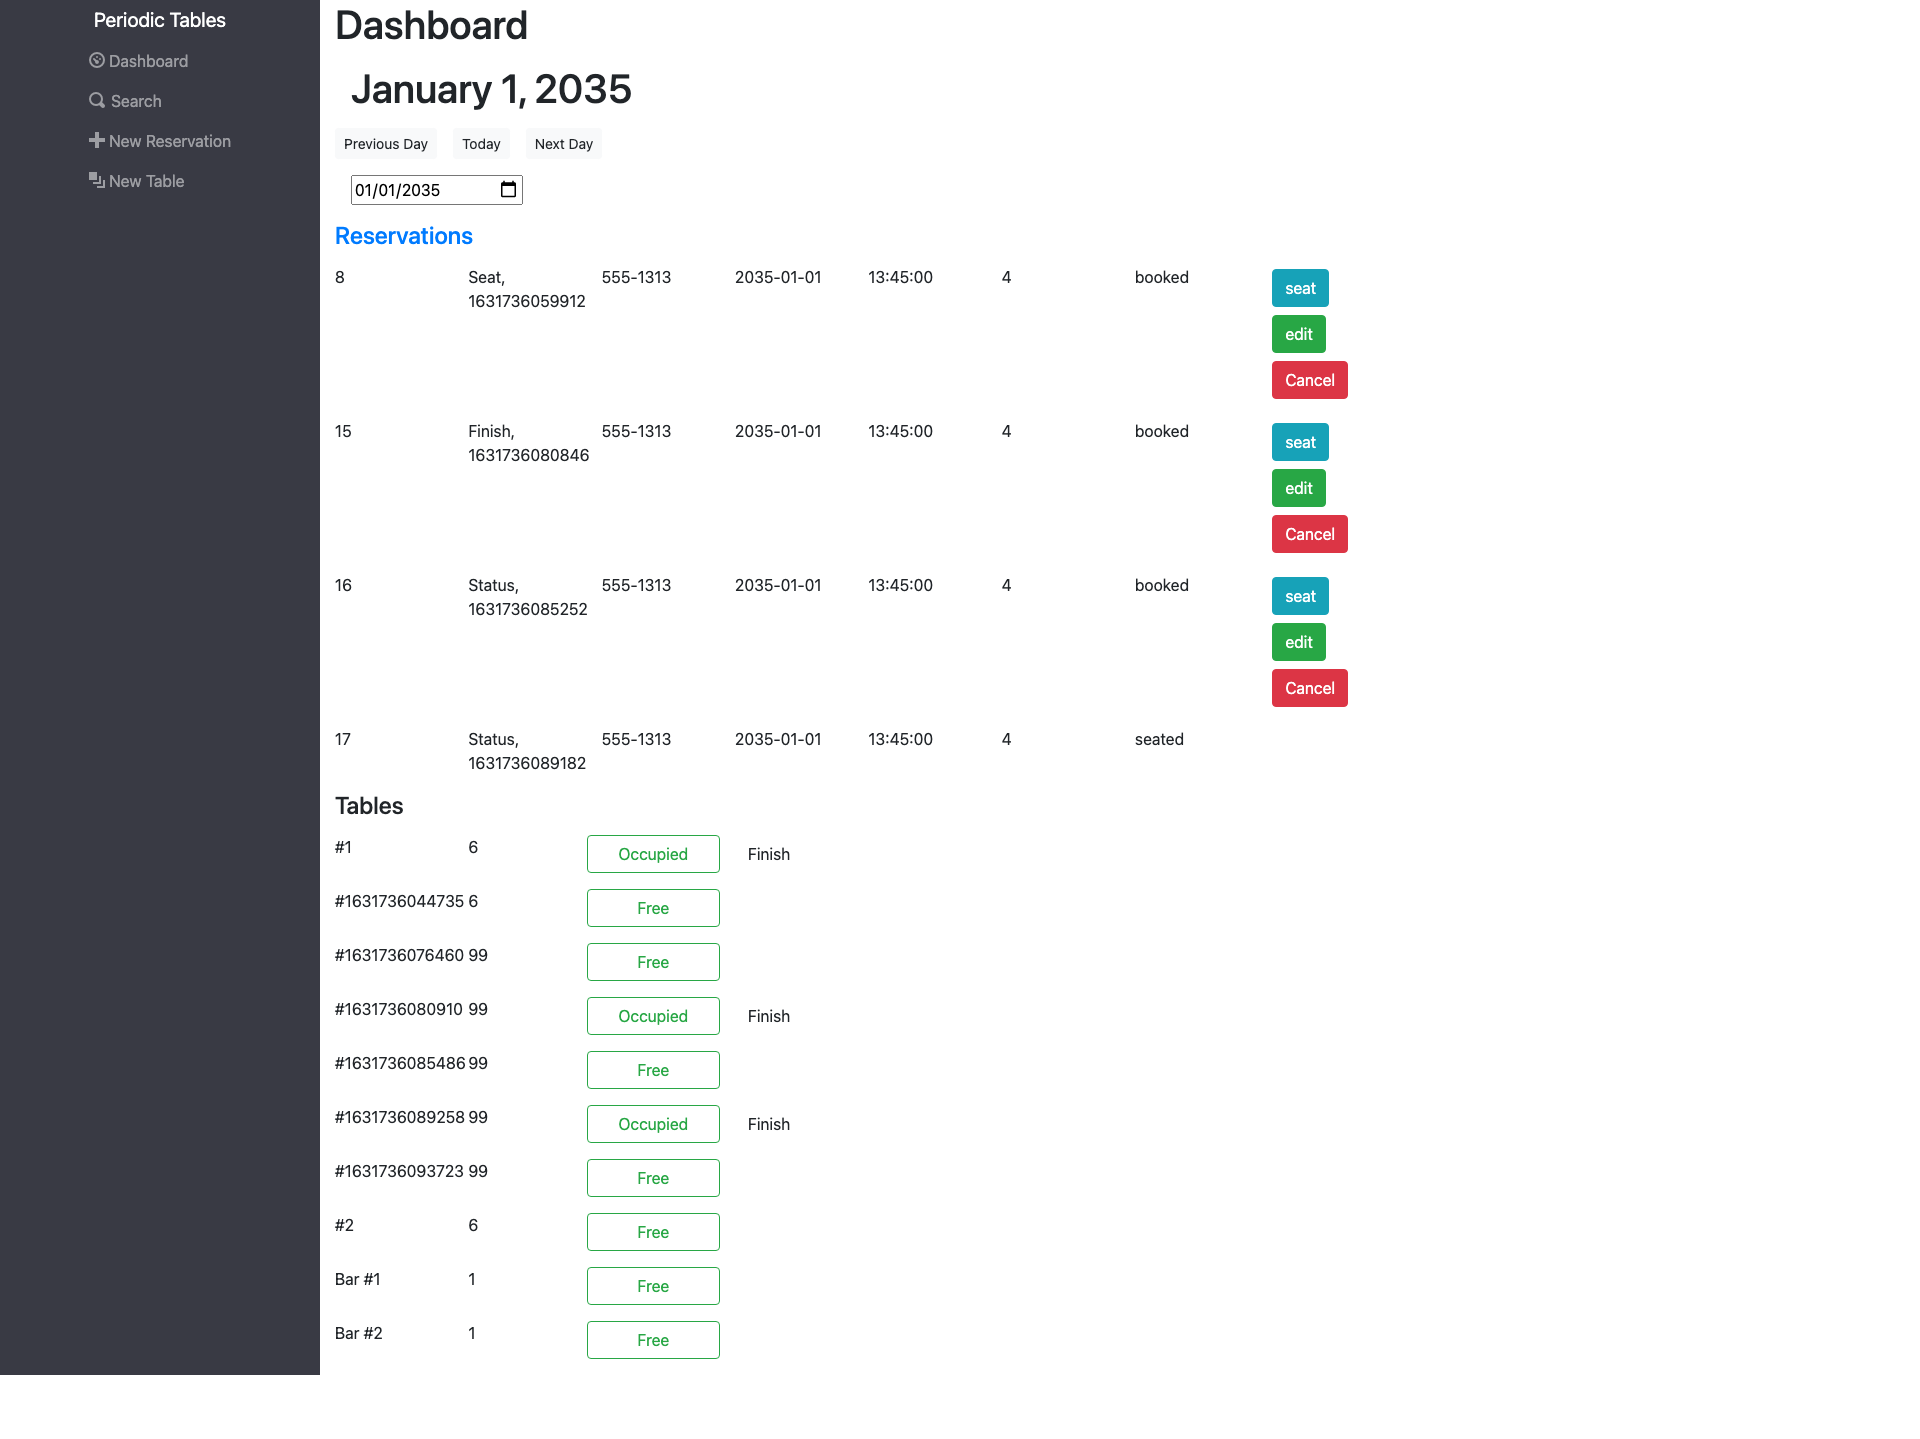 Periodic Tables
Dashboard
Search
New Reservation
New Table
Dashboard
January 1, 2035
Previous Day Today Next Day
01/01/2035
Reservations
8 Seat, 555-1313 2035-01-01 13:45:00 4 booked seat
1631736059912
edit
Cancel
15 Finish, 555-1313 2035-01-01 13:45:00 4 booked seat
1631736080846
edit
Cancel
16 Status, 555-1313 2035-01-01 13:45:00 4 booked seat
1631736085252
edit
Cancel
17 Status, 555-1313 2035-01-01 13:45:00 4 seated
1631736089182
Tables
#1 6 Occupied Finish
#1631736044735 6 Free
#1631736076460 99 Free
#1631736080910 99 Occupied Finish
#1631736085486 99 Free
#1631736089258 99 Occupied Finish
#1631736093723 99 Free
#2 6 Free
Bar #1 1 Free
Bar #2 1 Free